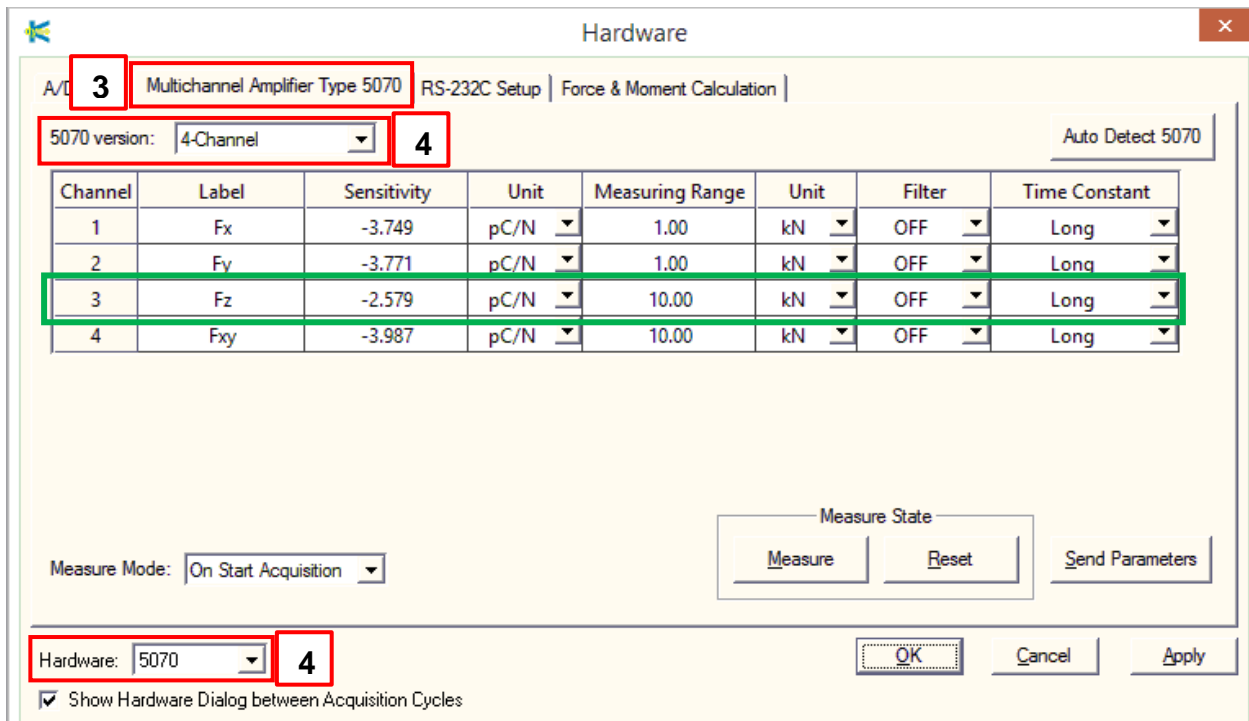 Hardware
A/D 3 Multichannel Amplifier Type 5070 RS-232C Setup Force & Moment Calculation
5070 version: 4-Channel 4 Auto Detect 5070
Channel Label Sensitivity Unit Measuring Range Unit Filter Time Constant
1 Fx -3.749 pC/N 1.00 kN OFF Long
2 Fy -3.771 pC/N 1.00 kN OFF Long
3 Fz -2.579 pC/N 10.00 kN OFF Long
4 Fxy -3.987 pC/N 10.00 kN OFF Long
Measure State
Measure Mode: On Start Acquisition Measure Reset Send Parameters
Hardware: 5070 4 OK Cancel Apply
Show Hardware Dialog between Acquisition Cycles